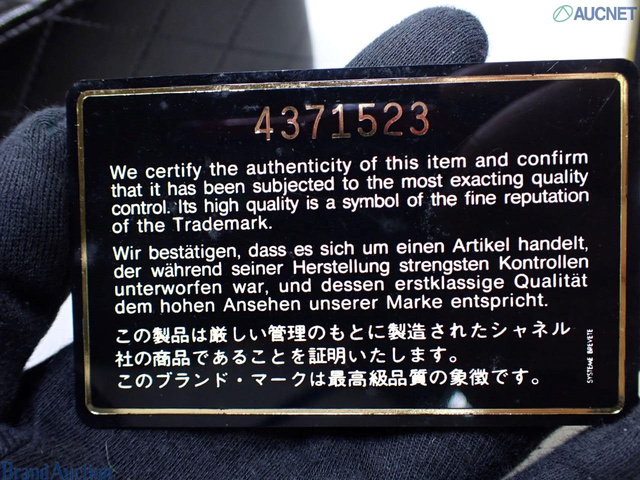 AUCNET
4371523
We certify the authenticity of this item and confirm
that it has been subjected to the most exacting quality
control. Its high quality is a symbol of the fine reputation
of the Trademark.
Wir bestätigen, dass es sich um einen Artikel handelt,
der während seiner Herstellung strengsten Kontrollen
unterworfen war, und dessen erstklassige Qualität
dem hohen Ansehen unserer Marke entspricht.
この製品は厳しい管理のもとに製造されたシャネル
社の商品であることを証明いたします。
このブランド・マークは最高級品質の象徴です。
SYSTEME BREVETE
Brand Auction